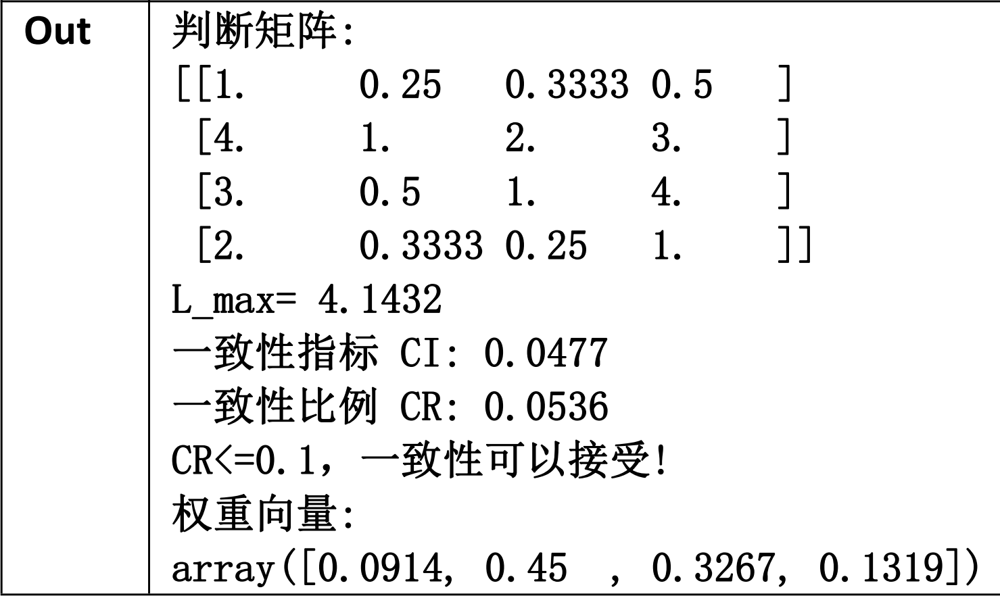 Out
判断矩阵:
[[1.     0.25   0.3333 0.5   ]
 [4.     1.     2.     3.    ]
 [3.     0.5    1.     4.    ]
 [2.     0.3333 0.25   1.    ]]
L_max= 4.1432
一致性指标 CI: 0.0477
一致性比例 CR: 0.0536
CR<=0.1，一致性可以接受!
权重向量:
array([0.0914, 0.45  , 0.3267, 0.1319])